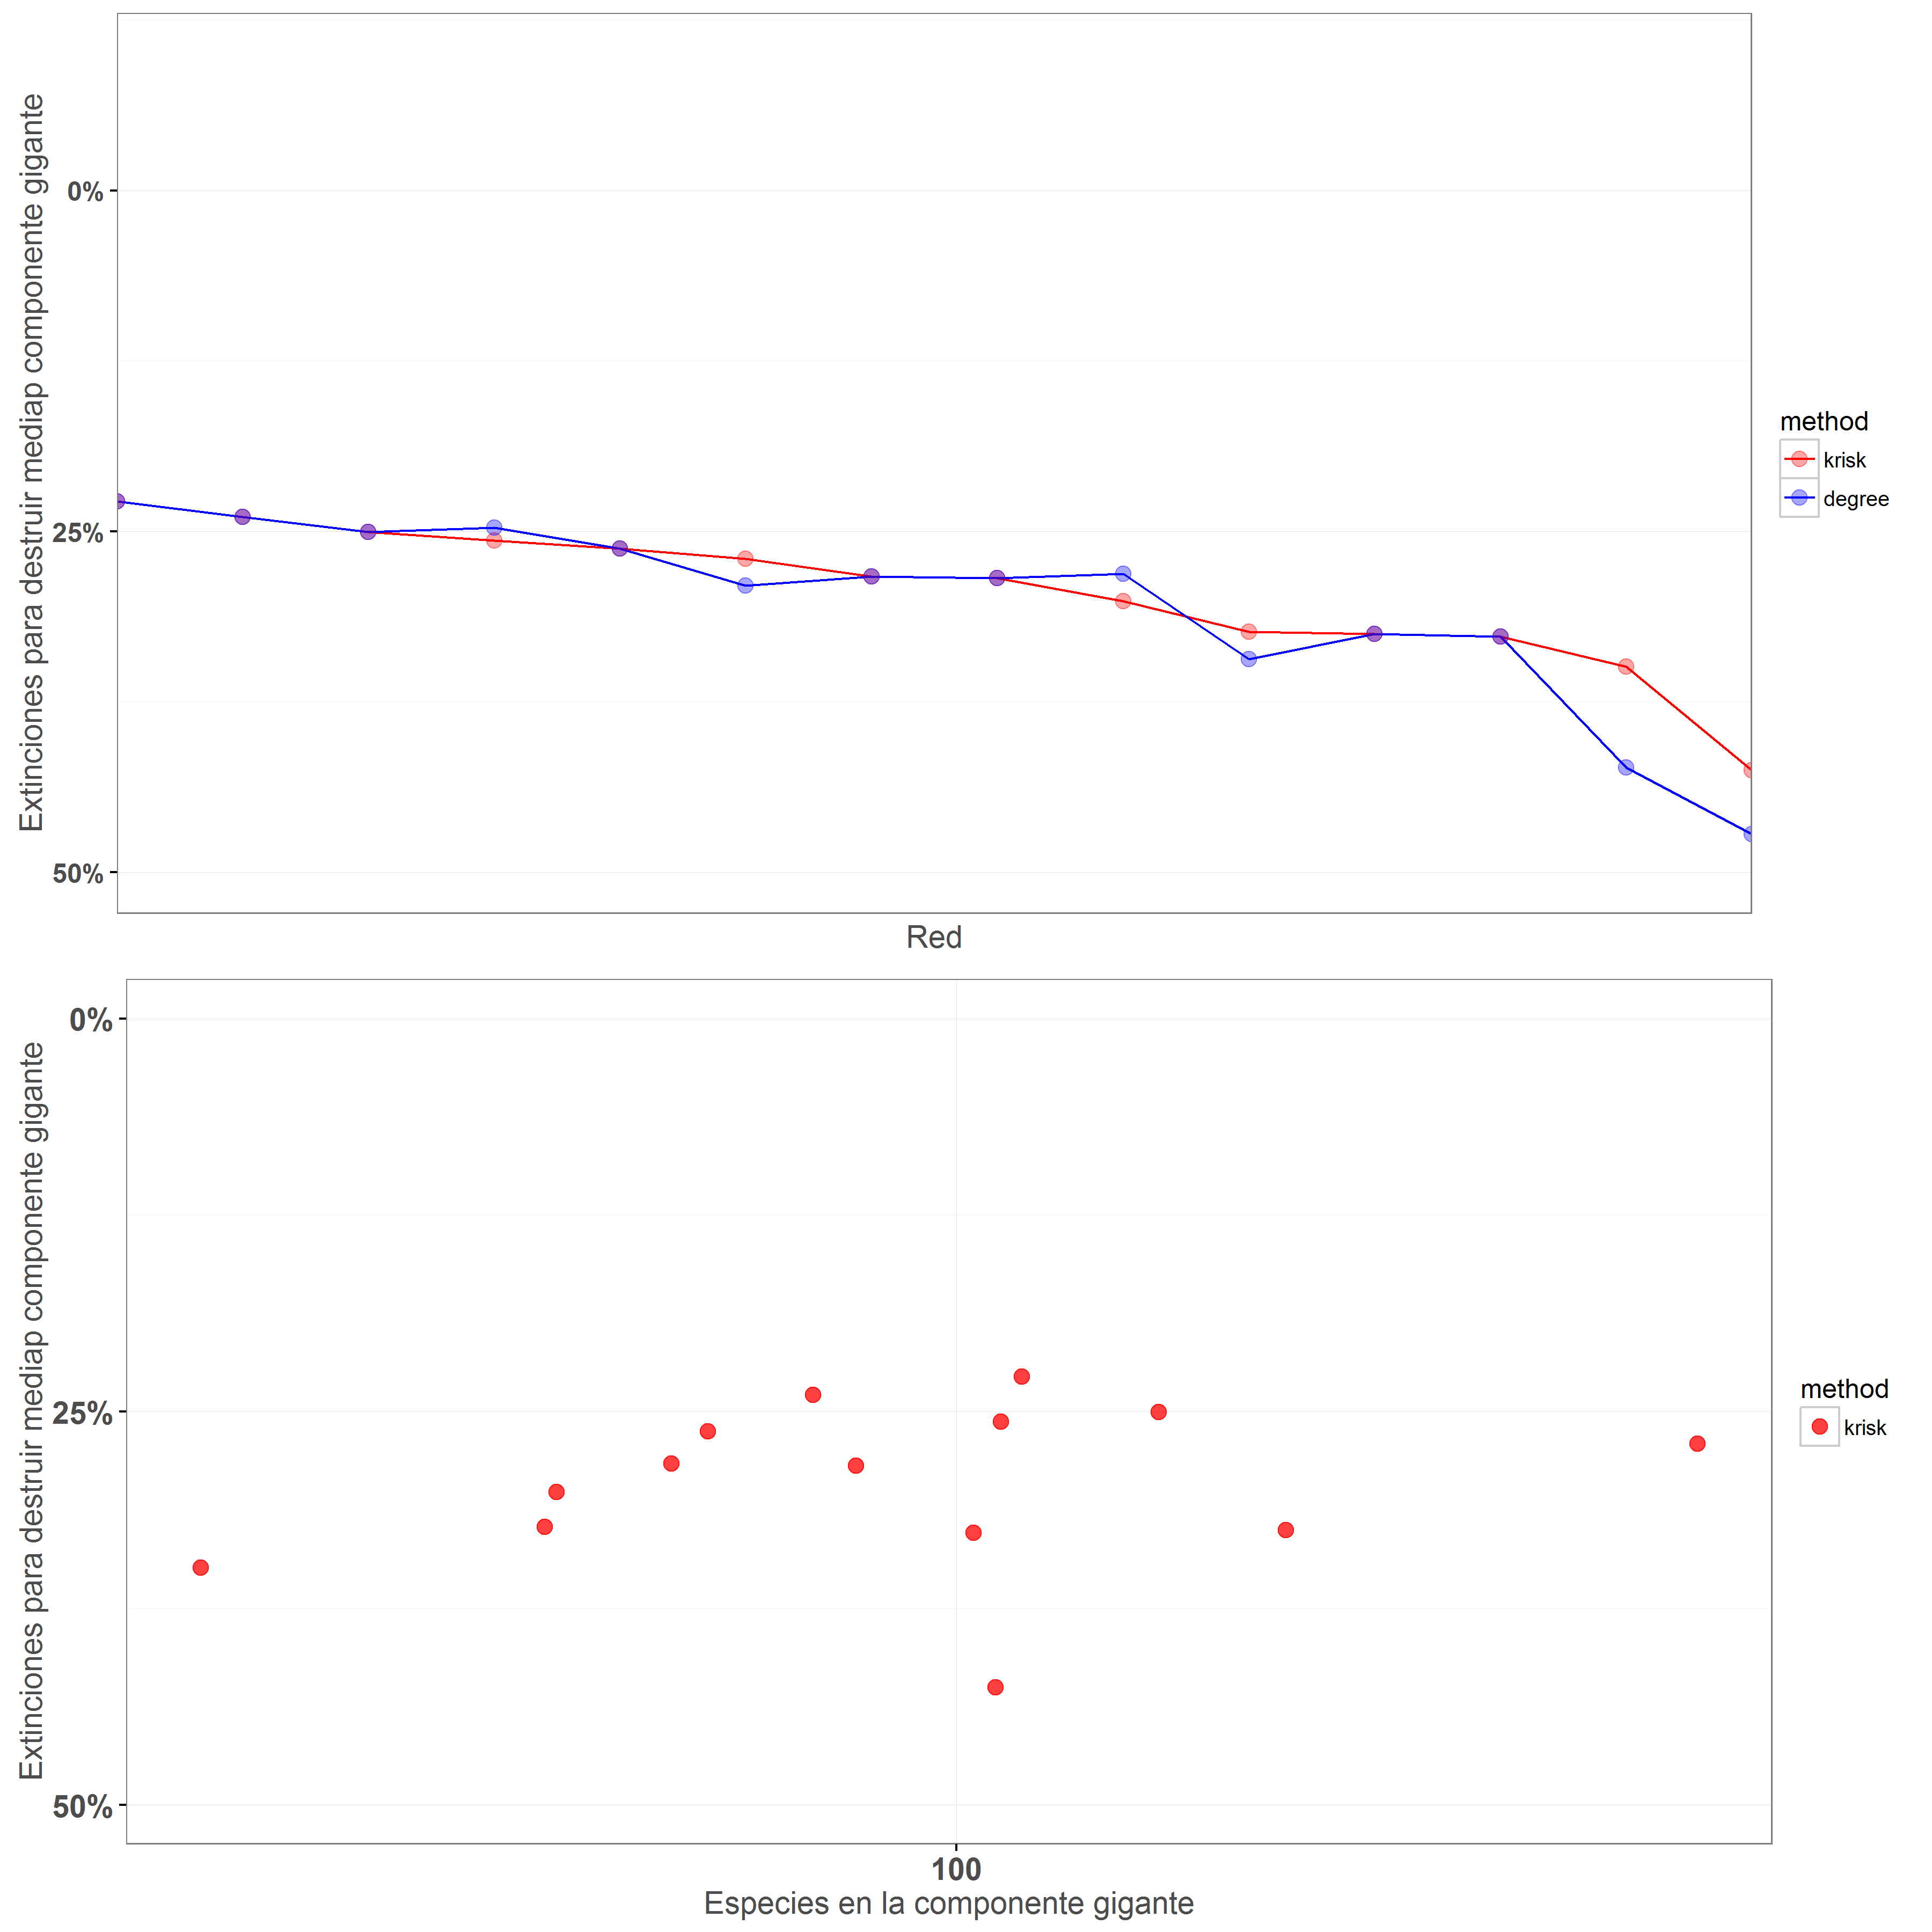 Extinciones para destruir mediap componente gigante
0%
25%
50%
Red
method
krisk
degree
Extinciones para destruir mediap componente gigante
0%
25%
50%
100
Especies en la componente gigante
method
krisk